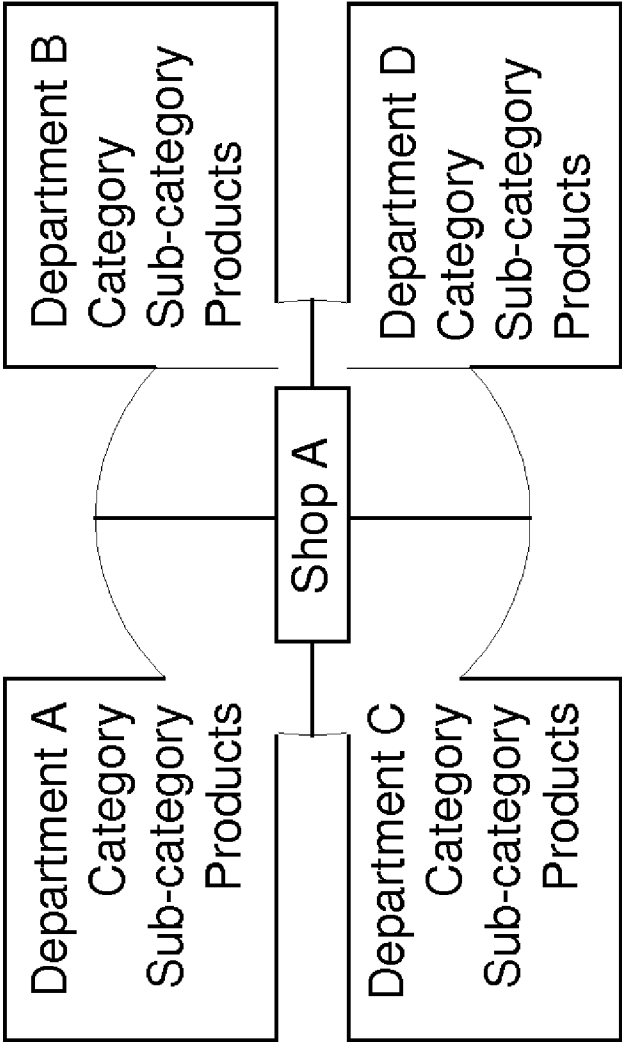 Department A
Category
Sub-category
Products
Department B
Category
Sub-category
Products
Shop A
Department C
Category
Sub-category
Products
Department D
Category
Sub-category
Products